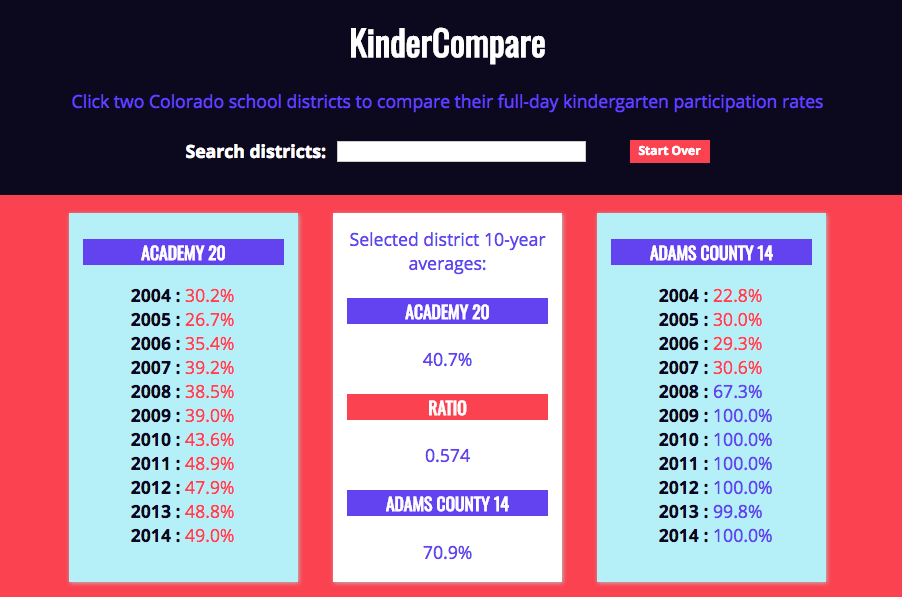 KinderCompare
Click two Colorado school districts to compare their full-day kindergarten participation rates
Search districts:
Start Over
ACADEMY 20
2004 : 30.2%
2005 : 26.7%
2006 : 35.4%
2007 : 39.2%
2008 : 38.5%
2009 : 39.0%
2010 : 43.6%
2011 : 48.9%
2012 : 47.9%
2013 : 48.8%
2014 : 49.0%
Selected district 10-year
averages:
ACADEMY 20
40.7%
RATIO
0.574
ADAMS COUNTY 14
70.9%
ADAMS COUNTY 14
2004 : 22.8%
2005 : 30.0%
2006 : 29.3%
2007 : 30.6%
2008 : 67.3%
2009 : 100.0%
2010 : 100.0%
2011 : 100.0%
2012 : 100.0%
2013 : 99.8%
2014 : 100.0%